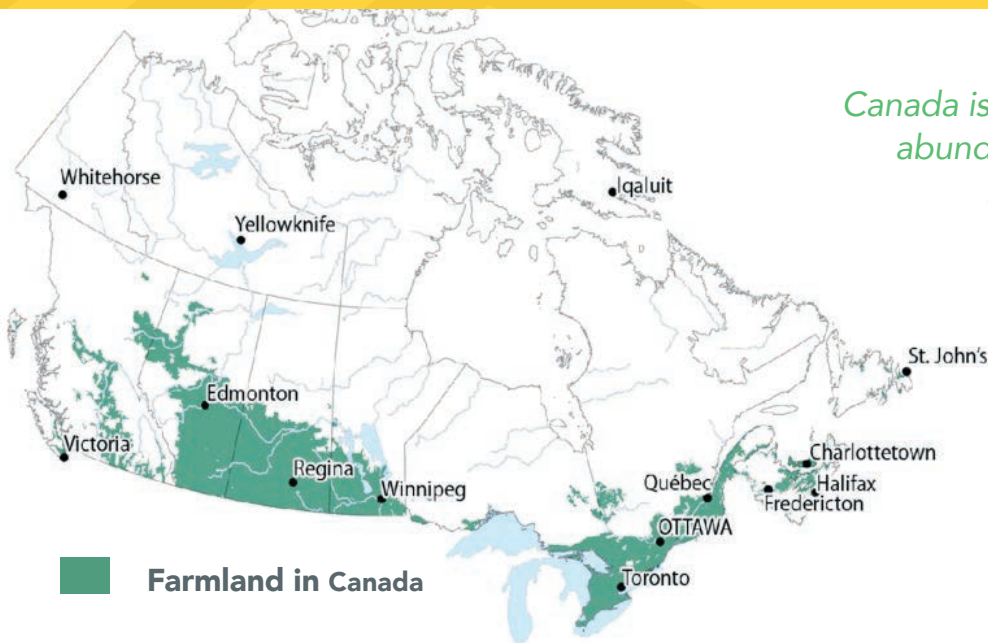 Canada is
abund
Whitehorse
Iqaluit
Yellowknife
St. John's
Edmonton
Victoria
Regina
Winnipeg
Charlottetown
Québec
Halifax
Fredericton
OTTAWA
Toronto
Farmland in Canada